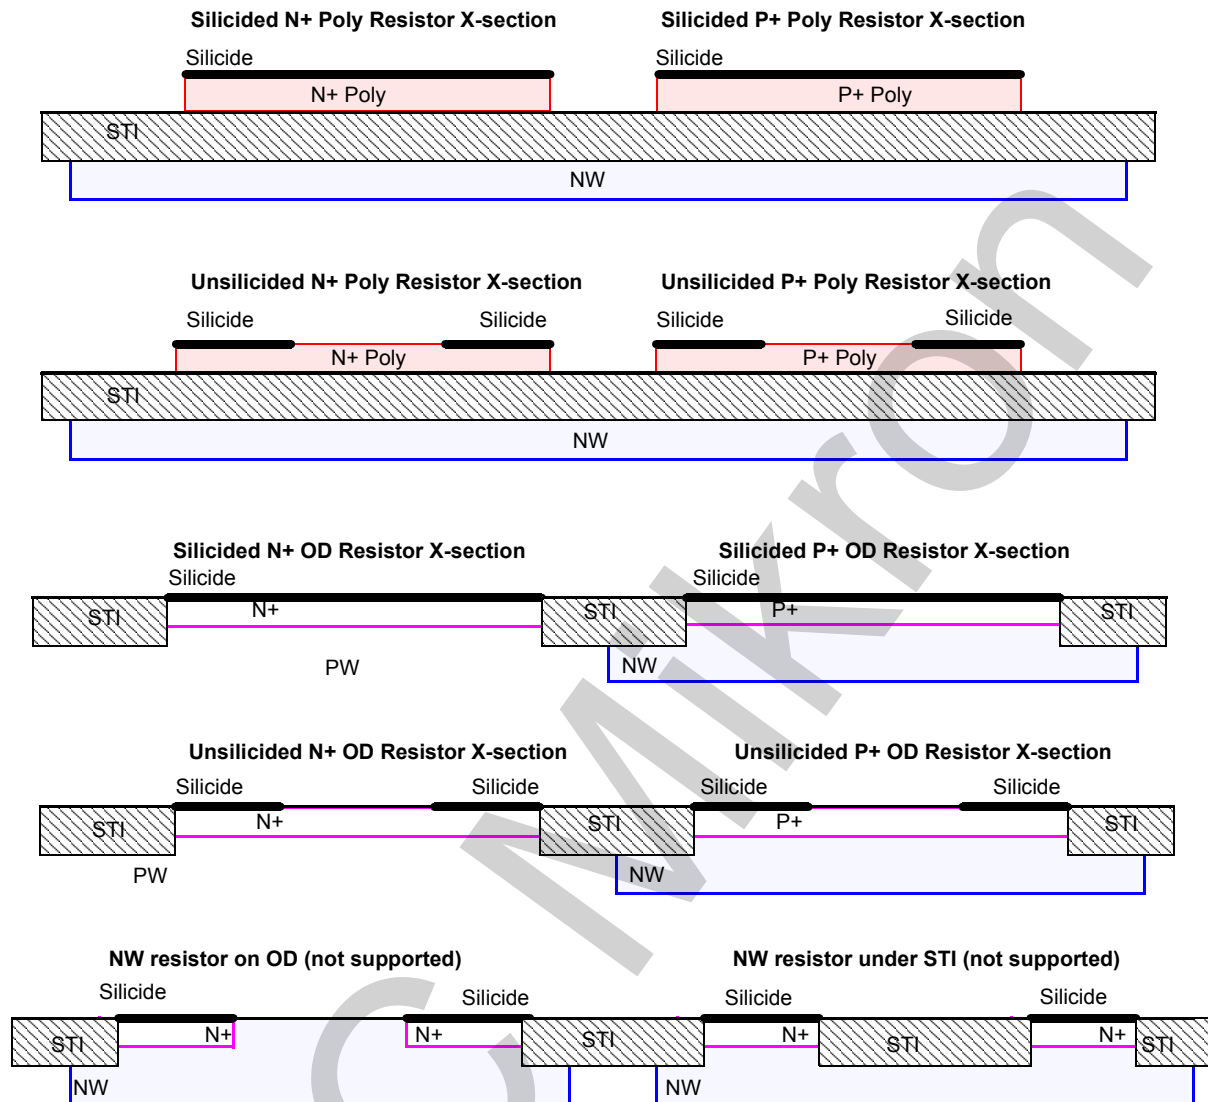 Silicided N+ Poly Resistor X-section
Silicided P+ Poly Resistor X-section
Silicide
Silicide
N+ Poly
P+ Poly
STI
NW
Unsilicided N+ Poly Resistor X-section
Unsilicided P+ Poly Resistor X-section
Silicide
Silicide
Silicide
Silicide
N+ Poly
P+ Poly
STI
NW
Silicided N+ OD Resistor X-section
Silicided P+ OD Resistor X-section
Silicide
Silicide
STI
N+
STI
P+
STI
PW
NW
Unsilicided N+ OD Resistor X-section
Unsilicided P+ OD Resistor X-section
Silicide
Silicide
Silicide
Silicide
STI
N+
STI
P+
STI
PW
NW
NW resistor on OD (not supported)
NW resistor under STI (not supported)
Silicide
Silicide
Silicide
Silicide
STI
N+
N+
STI
N+
STI
N+
STI
NW
NW
C Mikron